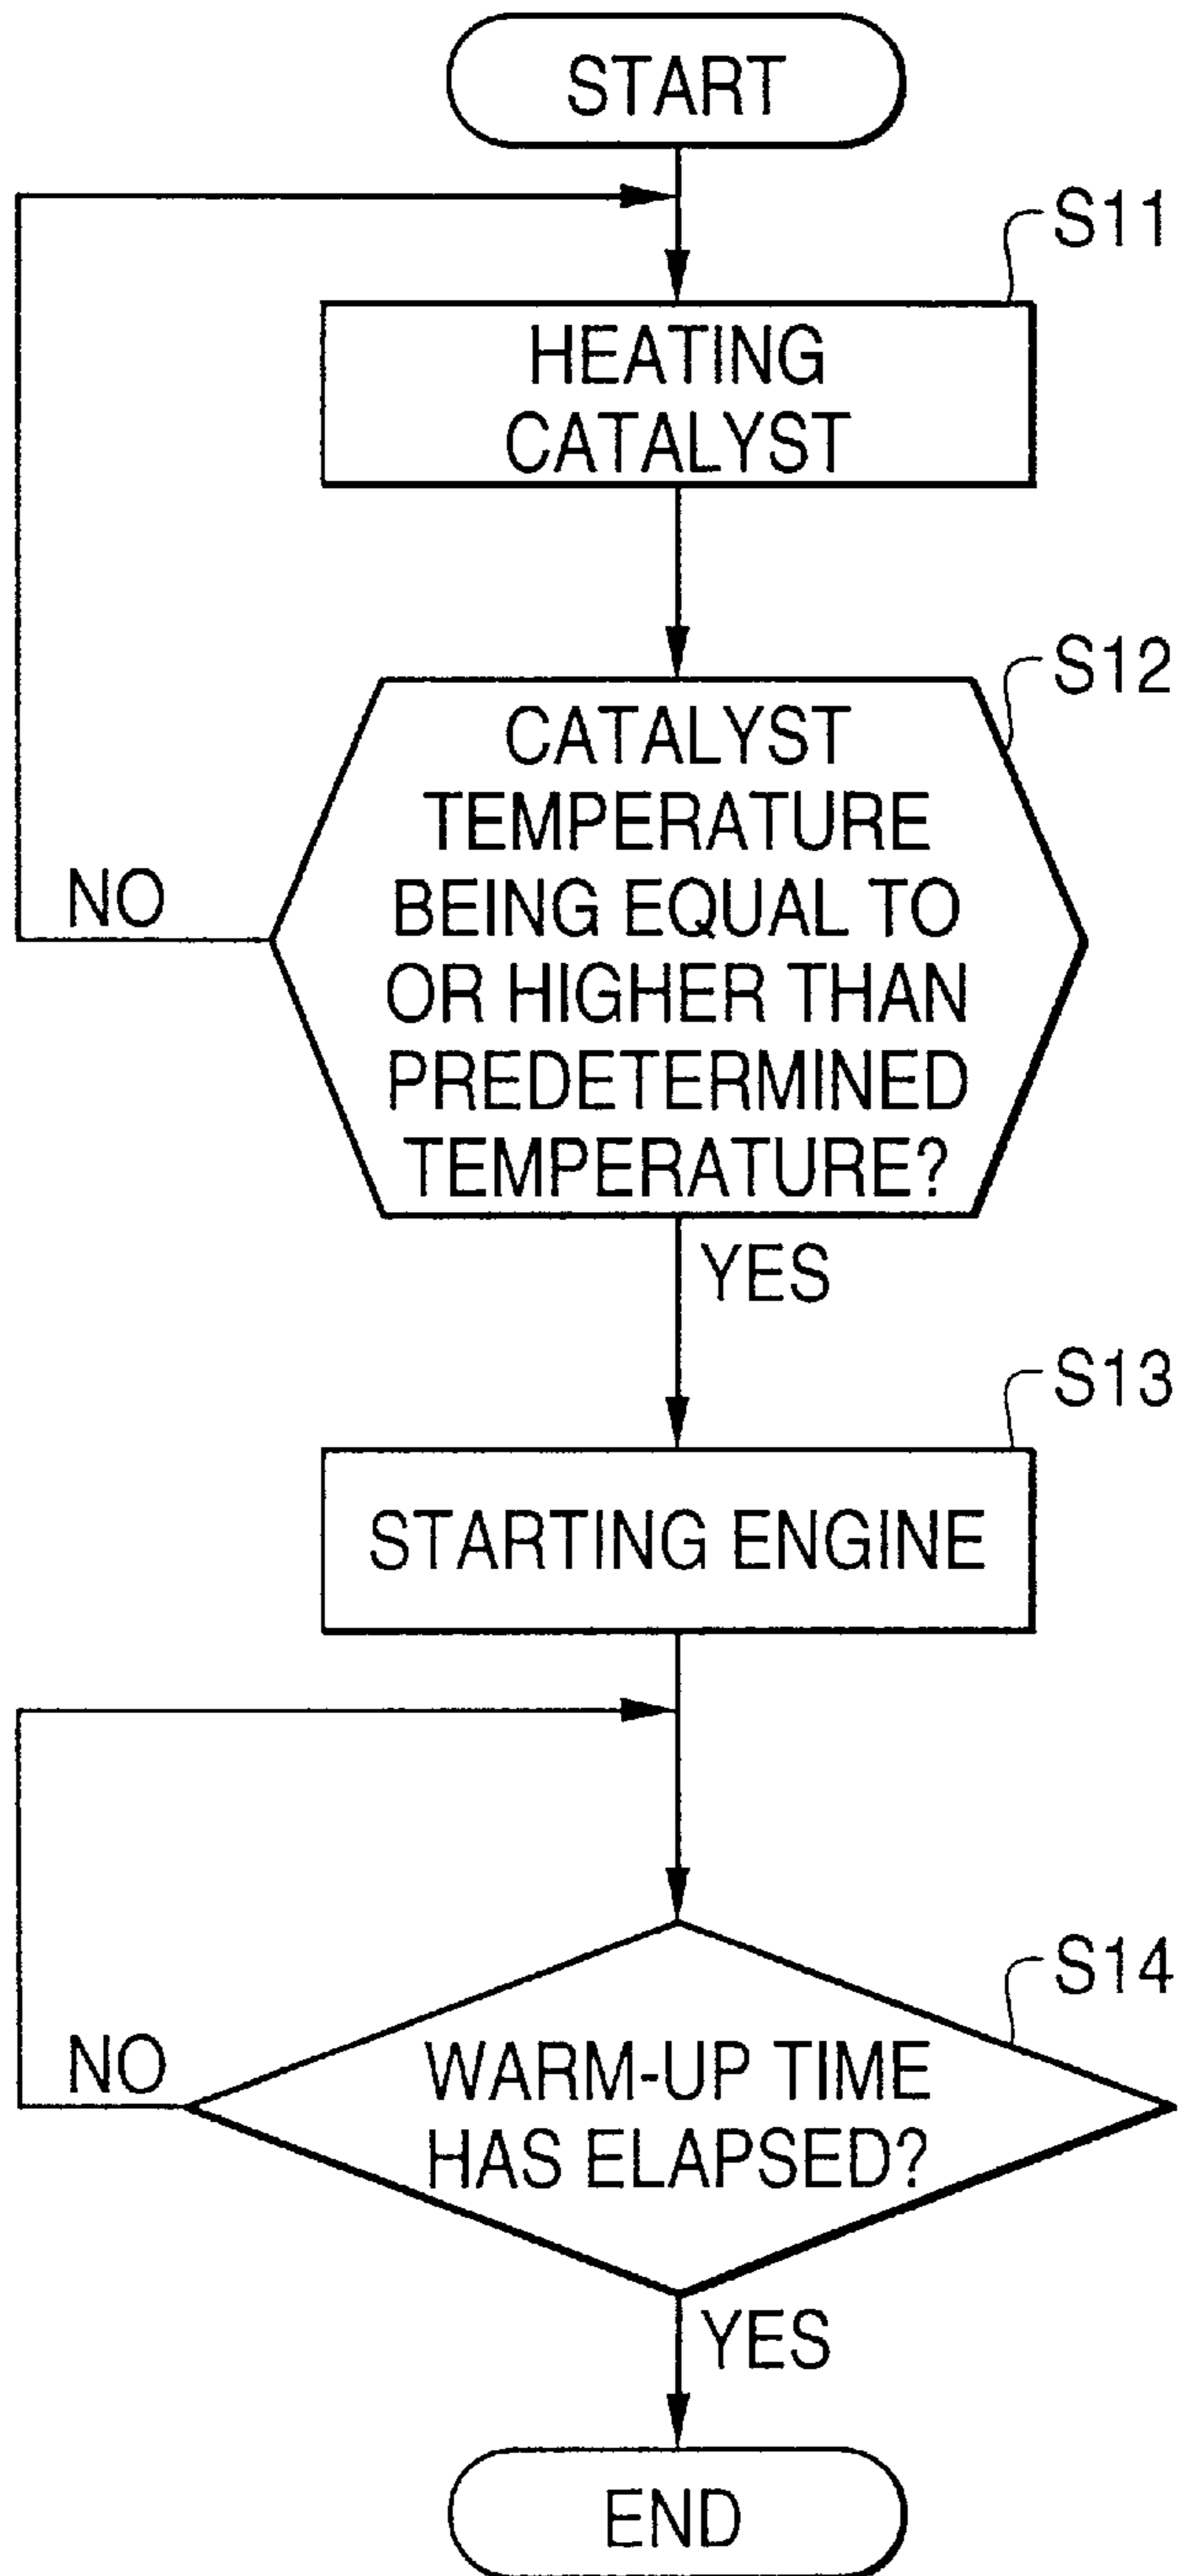 START
S11
HEATING
CATALYST
S12
CATALYST
TEMPERATURE
BEING EQUAL TO
OR HIGHER THAN
PREDETERMINED
TEMPERATURE?
NO
YES
S13
STARTING ENGINE
S14
WARM-UP TIME
HAS ELAPSED?
NO
YES
END